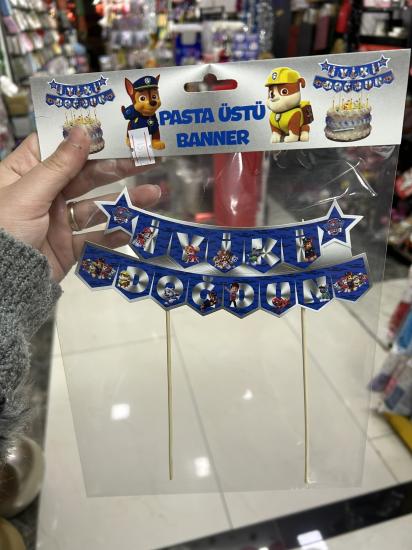 PASTA ÜSTÜ
BANNER
İYİ Kİ
DOĞDUN